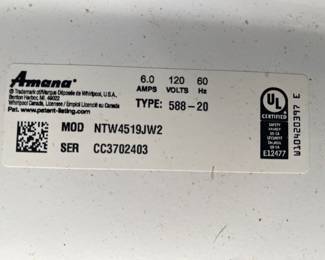 Amana®
® Trademark/Marque Déposée de Whirlpool, U.S.A.
Benton Harbor, MI. 49022
Whirlpool Canada, Licensee / Emploi Licencié au Canada
Pat. www.patent-listing.com
6.0 120 60
AMPS VOLTS Hz
TYPE: 588-20
MOD NTW4519JW2
SER CC3702403
UL
CERTIFIED
E12477
W10420397 E